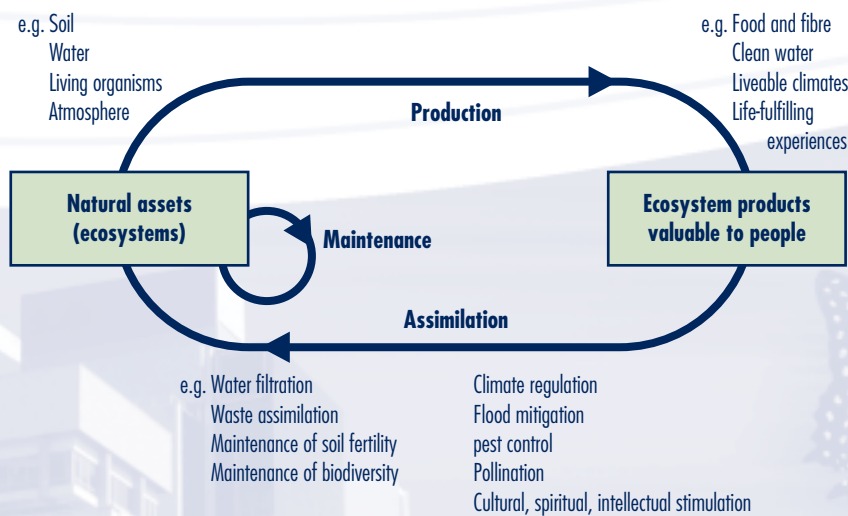 e.g. Soil
Water
Living organisms
Atmosphere
e.g. Food and fibre
Clean water
Liveable climates
Life-fulfilling
experiences
Production
Natural assets
(ecosystems)
Maintenance
Ecosystem products
valuable to people
Assimilation
e.g. Water filtration
Waste assimilation
Maintenance of soil fertility
Maintenance of biodiversity
Climate regulation
Flood mitigation
pest control
Pollination
Cultural, spiritual, intellectual stimulation